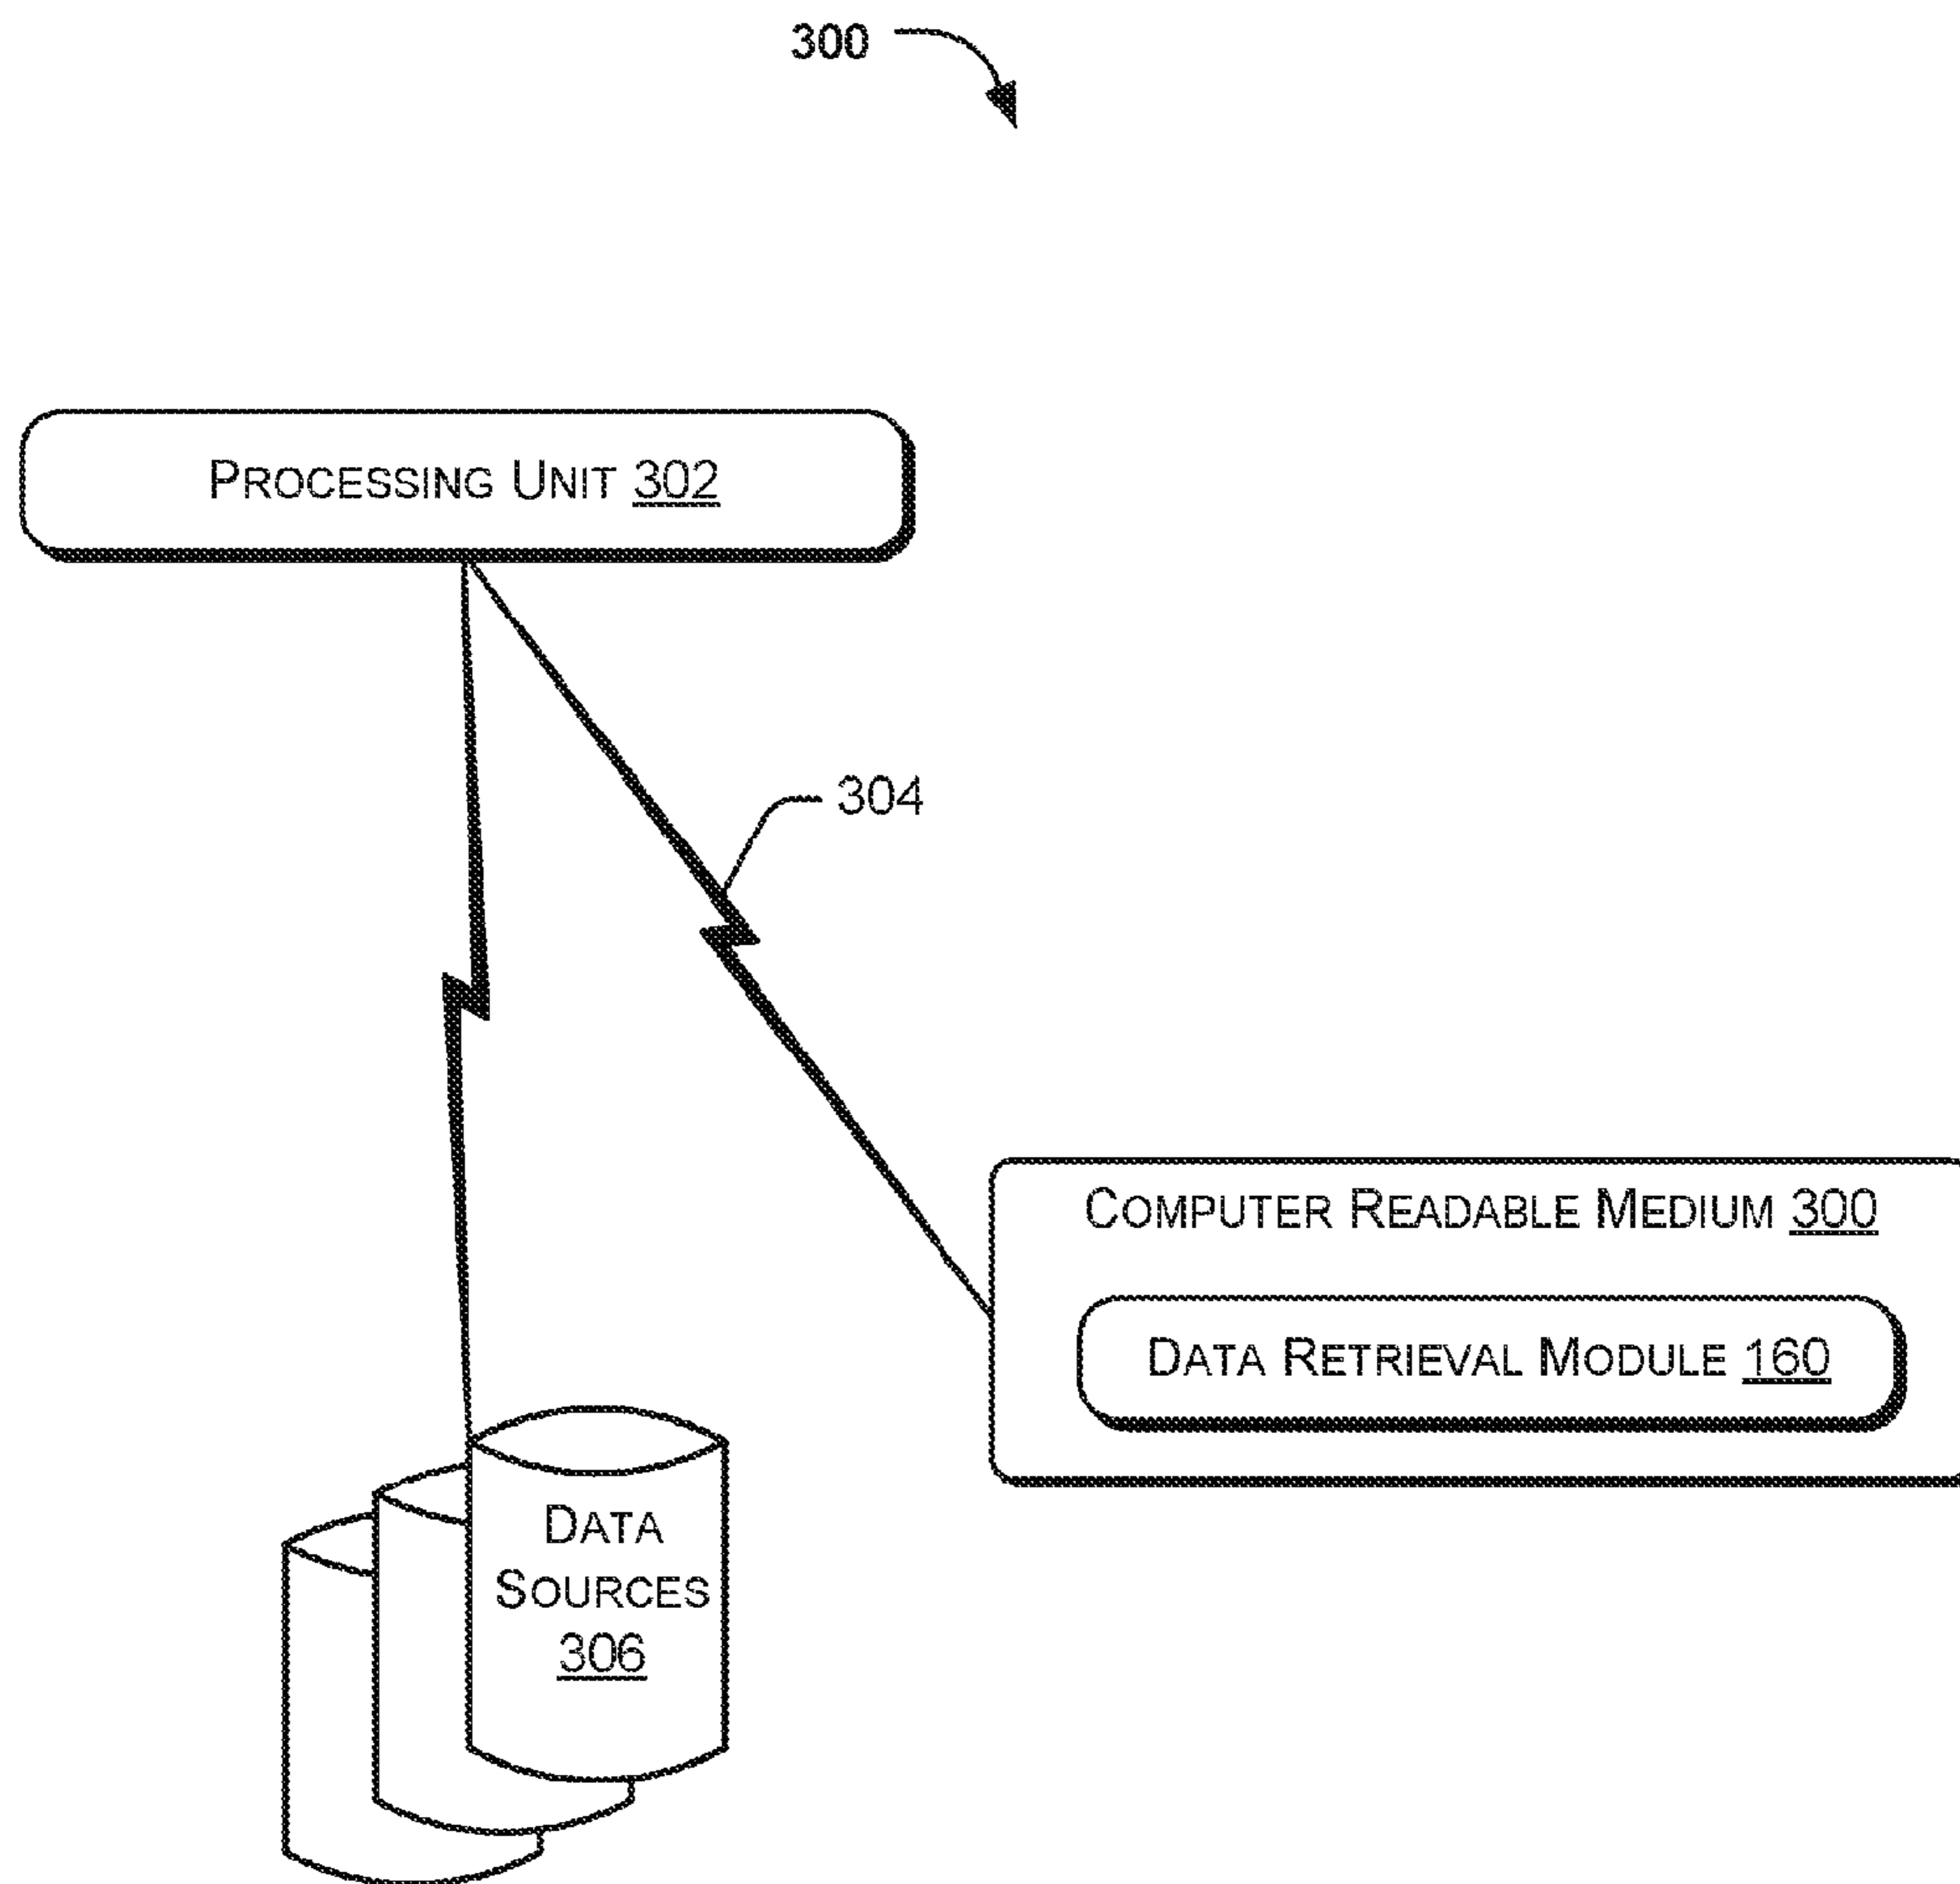 300
PROCESSING UNIT 302
304
COMPUTER READABLE MEDIUM 300
DATA RETRIEVAL MODULE 160
DATA
SOURCES
306